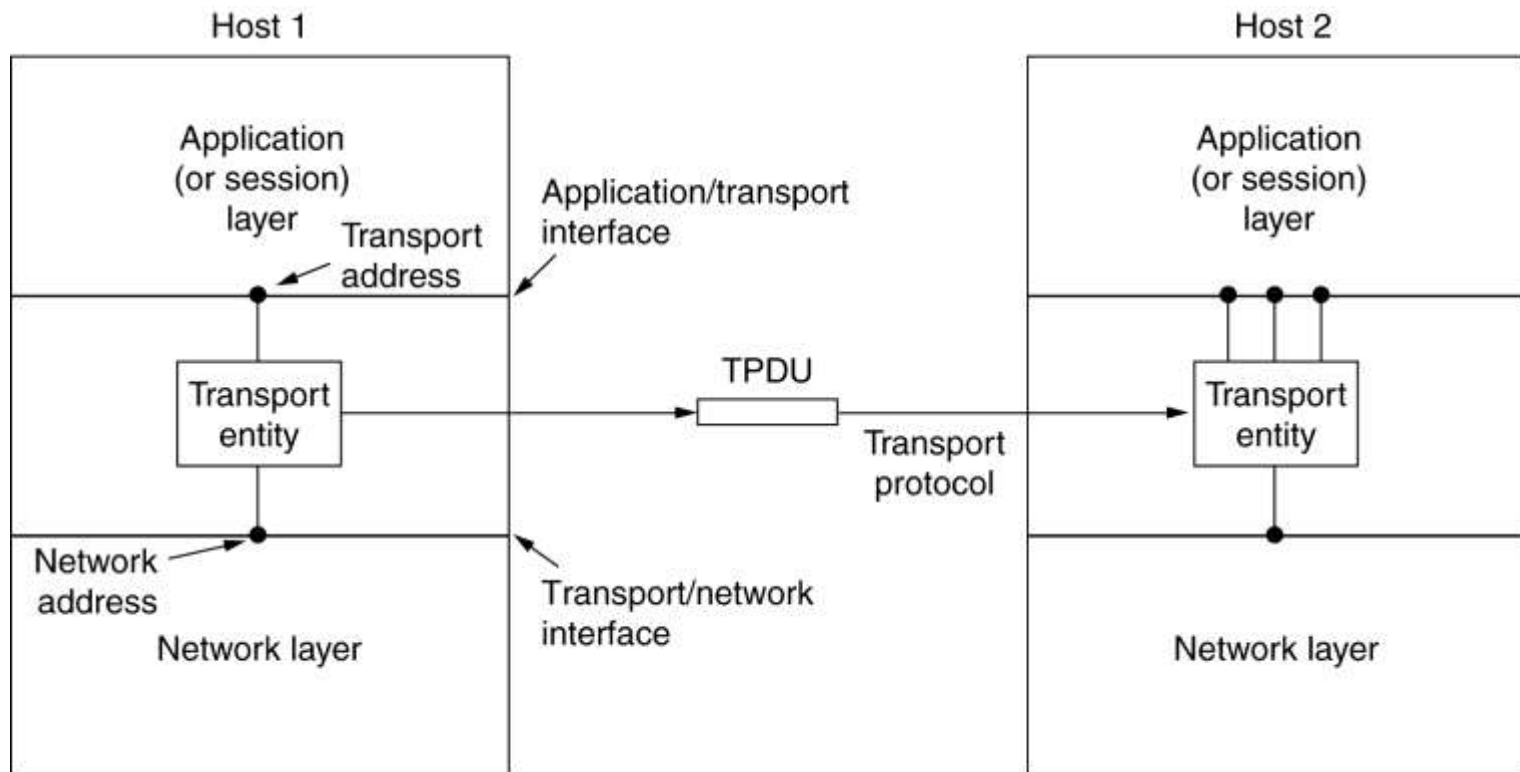 Host 1
Host 2
Application
(or session)
layer
Transport
address
Application/transport
interface
Application
(or session)
layer
Transport
entity
TPDU
Transport
protocol
Transport
entity
Network
address
Transport/network
interface
Network layer
Network layer